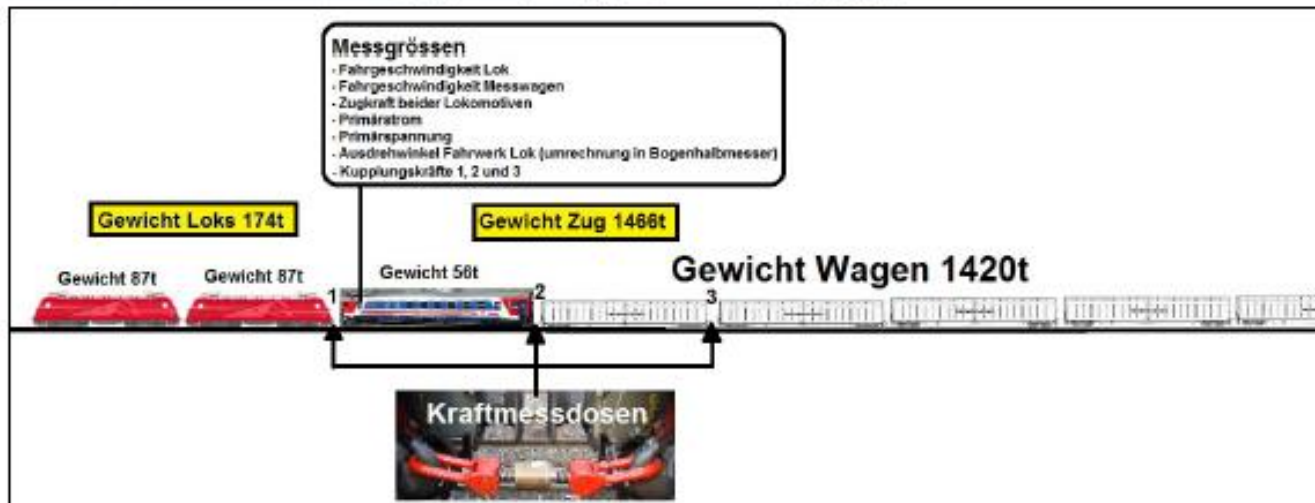 Messgrössen
- Fahrgeschwindigkeit Lok
- Fahrgeschwindigkeit Messwagen
- Zugkraft beider Lokomotiven
- Primärstrom
- Primärspannung
- Ausdrehwinkel Fahrwerk Lok (umrechnung in Bogenhalbmesser)
- Kupplungskräfte 1, 2 und 3
Gewicht Loks 174t
Gewicht Zug 1466t
Gewicht 87t
Gewicht 87t
Gewicht 56t
Gewicht Wagen 1420t
1
2
3
Kraftmessdosen